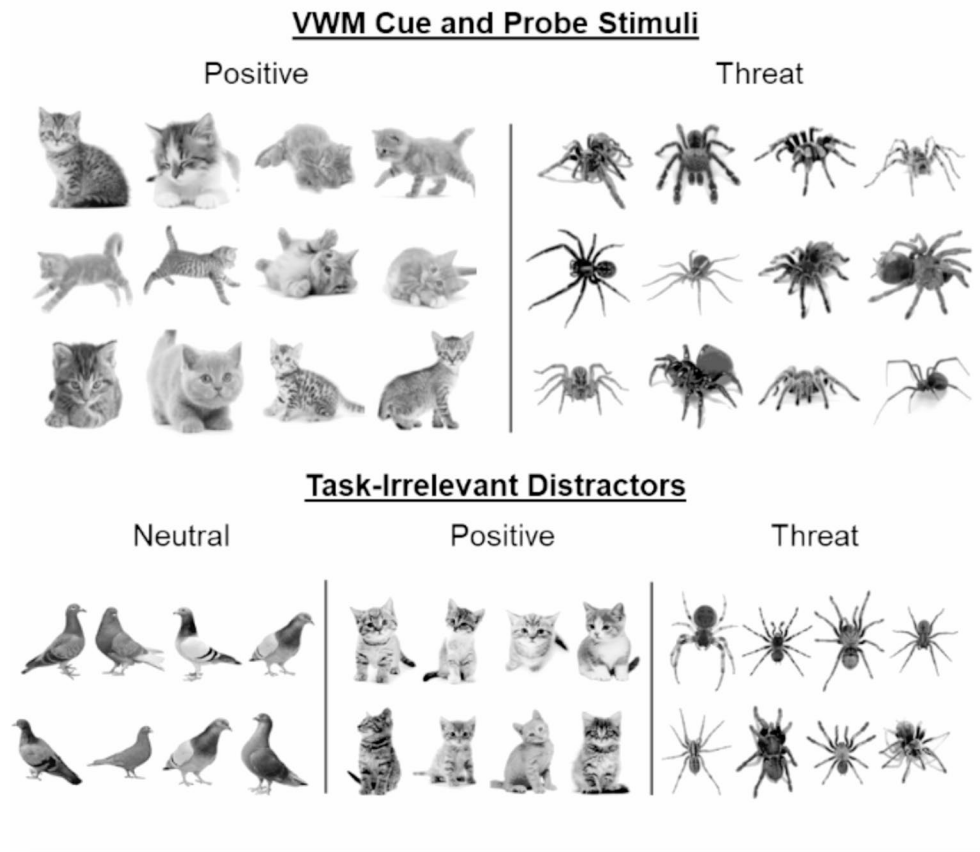 VWM Cue and Probe Stimuli
Positive
Threat
Task-Irrelevant Distractors
Neutral
Positive
Threat